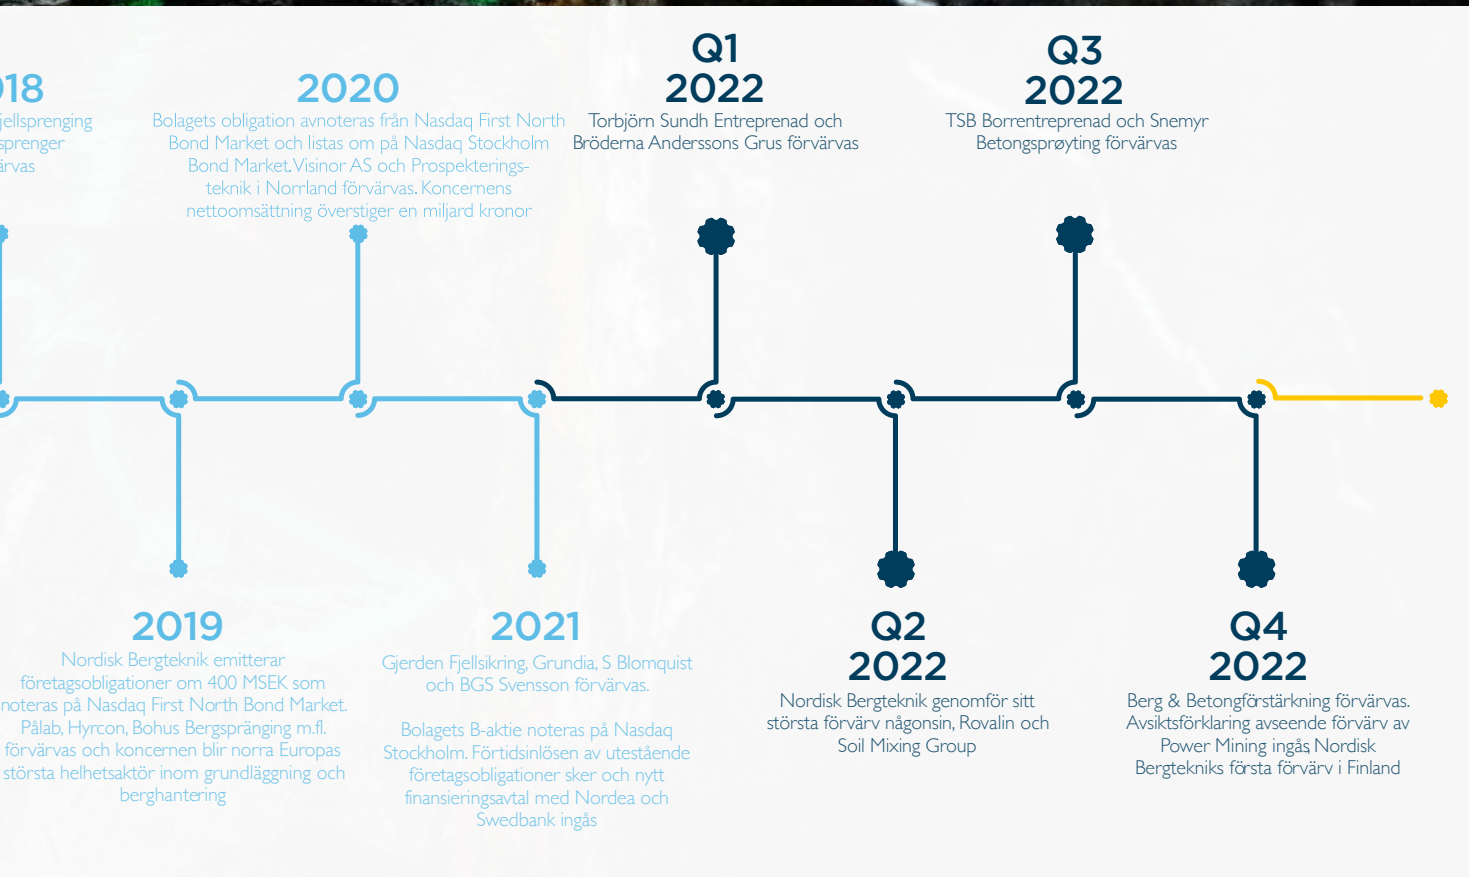 18
jellsprenging
sprenger
ärvas
2020
Bolagets obligation avnoteras från Nasdaq First North
Bond Market och listas om på Nasdaq Stockholm
Bond Market. Visinor AS och Prospekterings-
teknik i Norrland förvärvas. Koncernens
nettoomsättning överstiger en miljard kronor
Q1
2022
Torbjörn Sundh Entreprenad och
Bröderna Anderssons Grus förvärvas
Q3
2022
TSB Borrentreprenad och Snemyr
Betongsprøyting förvärvas
2019
Nordisk Bergteknik emitterar
företagsobligationer om 400 MSEK som
noteras på Nasdaq First North Bond Market.
Pålab, Hyrcon, Bohus Bergspränging m.fl.
förvärvas och koncernen blir norra Europas
största helhetsaktör inom grundläggning och
berghantering
2021
Gjerden Fjellsikring, Grundia, S Blomquist
och BGS Svensson förvärvas.
Bolagets B-aktie noteras på Nasdaq
Stockholm. Förtidsinlösen av utestående
företagsobligationer sker och nytt
finansieringsavtal med Nordea och
Swedbank ingås
Q2
2022
Nordisk Bergteknik genomför sitt
största förvärv någonsin, Rovalin och
Soil Mixing Group
Q4
2022
Berg & Betongförstärkning förvärvas.
Avsiktsförklaring avseende förvärv av
Power Mining ingås, Nordisk
Bergtekniks första förvärv i Finland